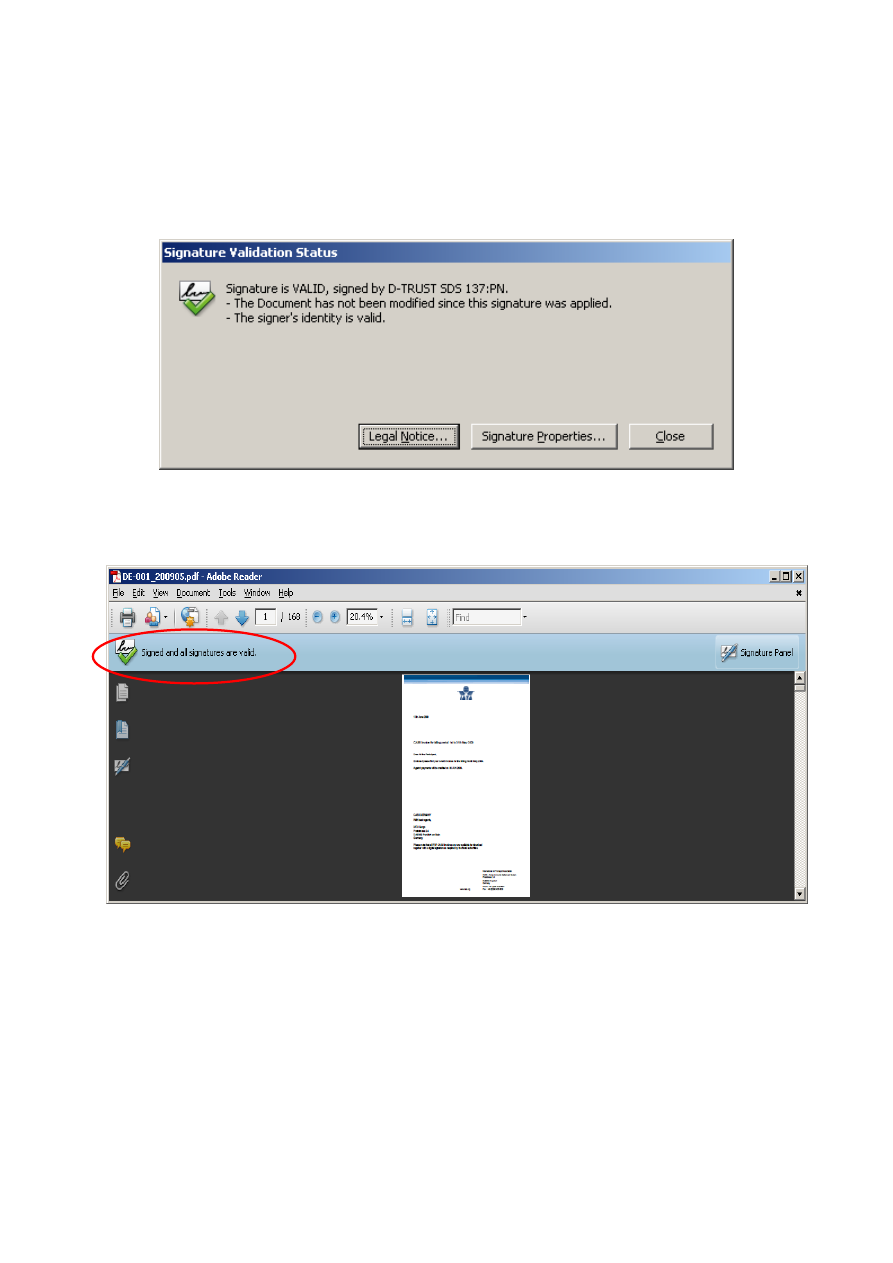 Signature Validation Status
Signature is VALID, signed by D-TRUST SDS 137:PN.
- The Document has not been modified since this signature was applied.
- The signer's identity is valid.
Legal Notice... Signature Properties... Close
DE-001_200905.pdf - Adobe Reader
File Edit View Document Tools Window Help
1 / 168 20.4% Find
Signed and all signatures are valid. Signature Panel